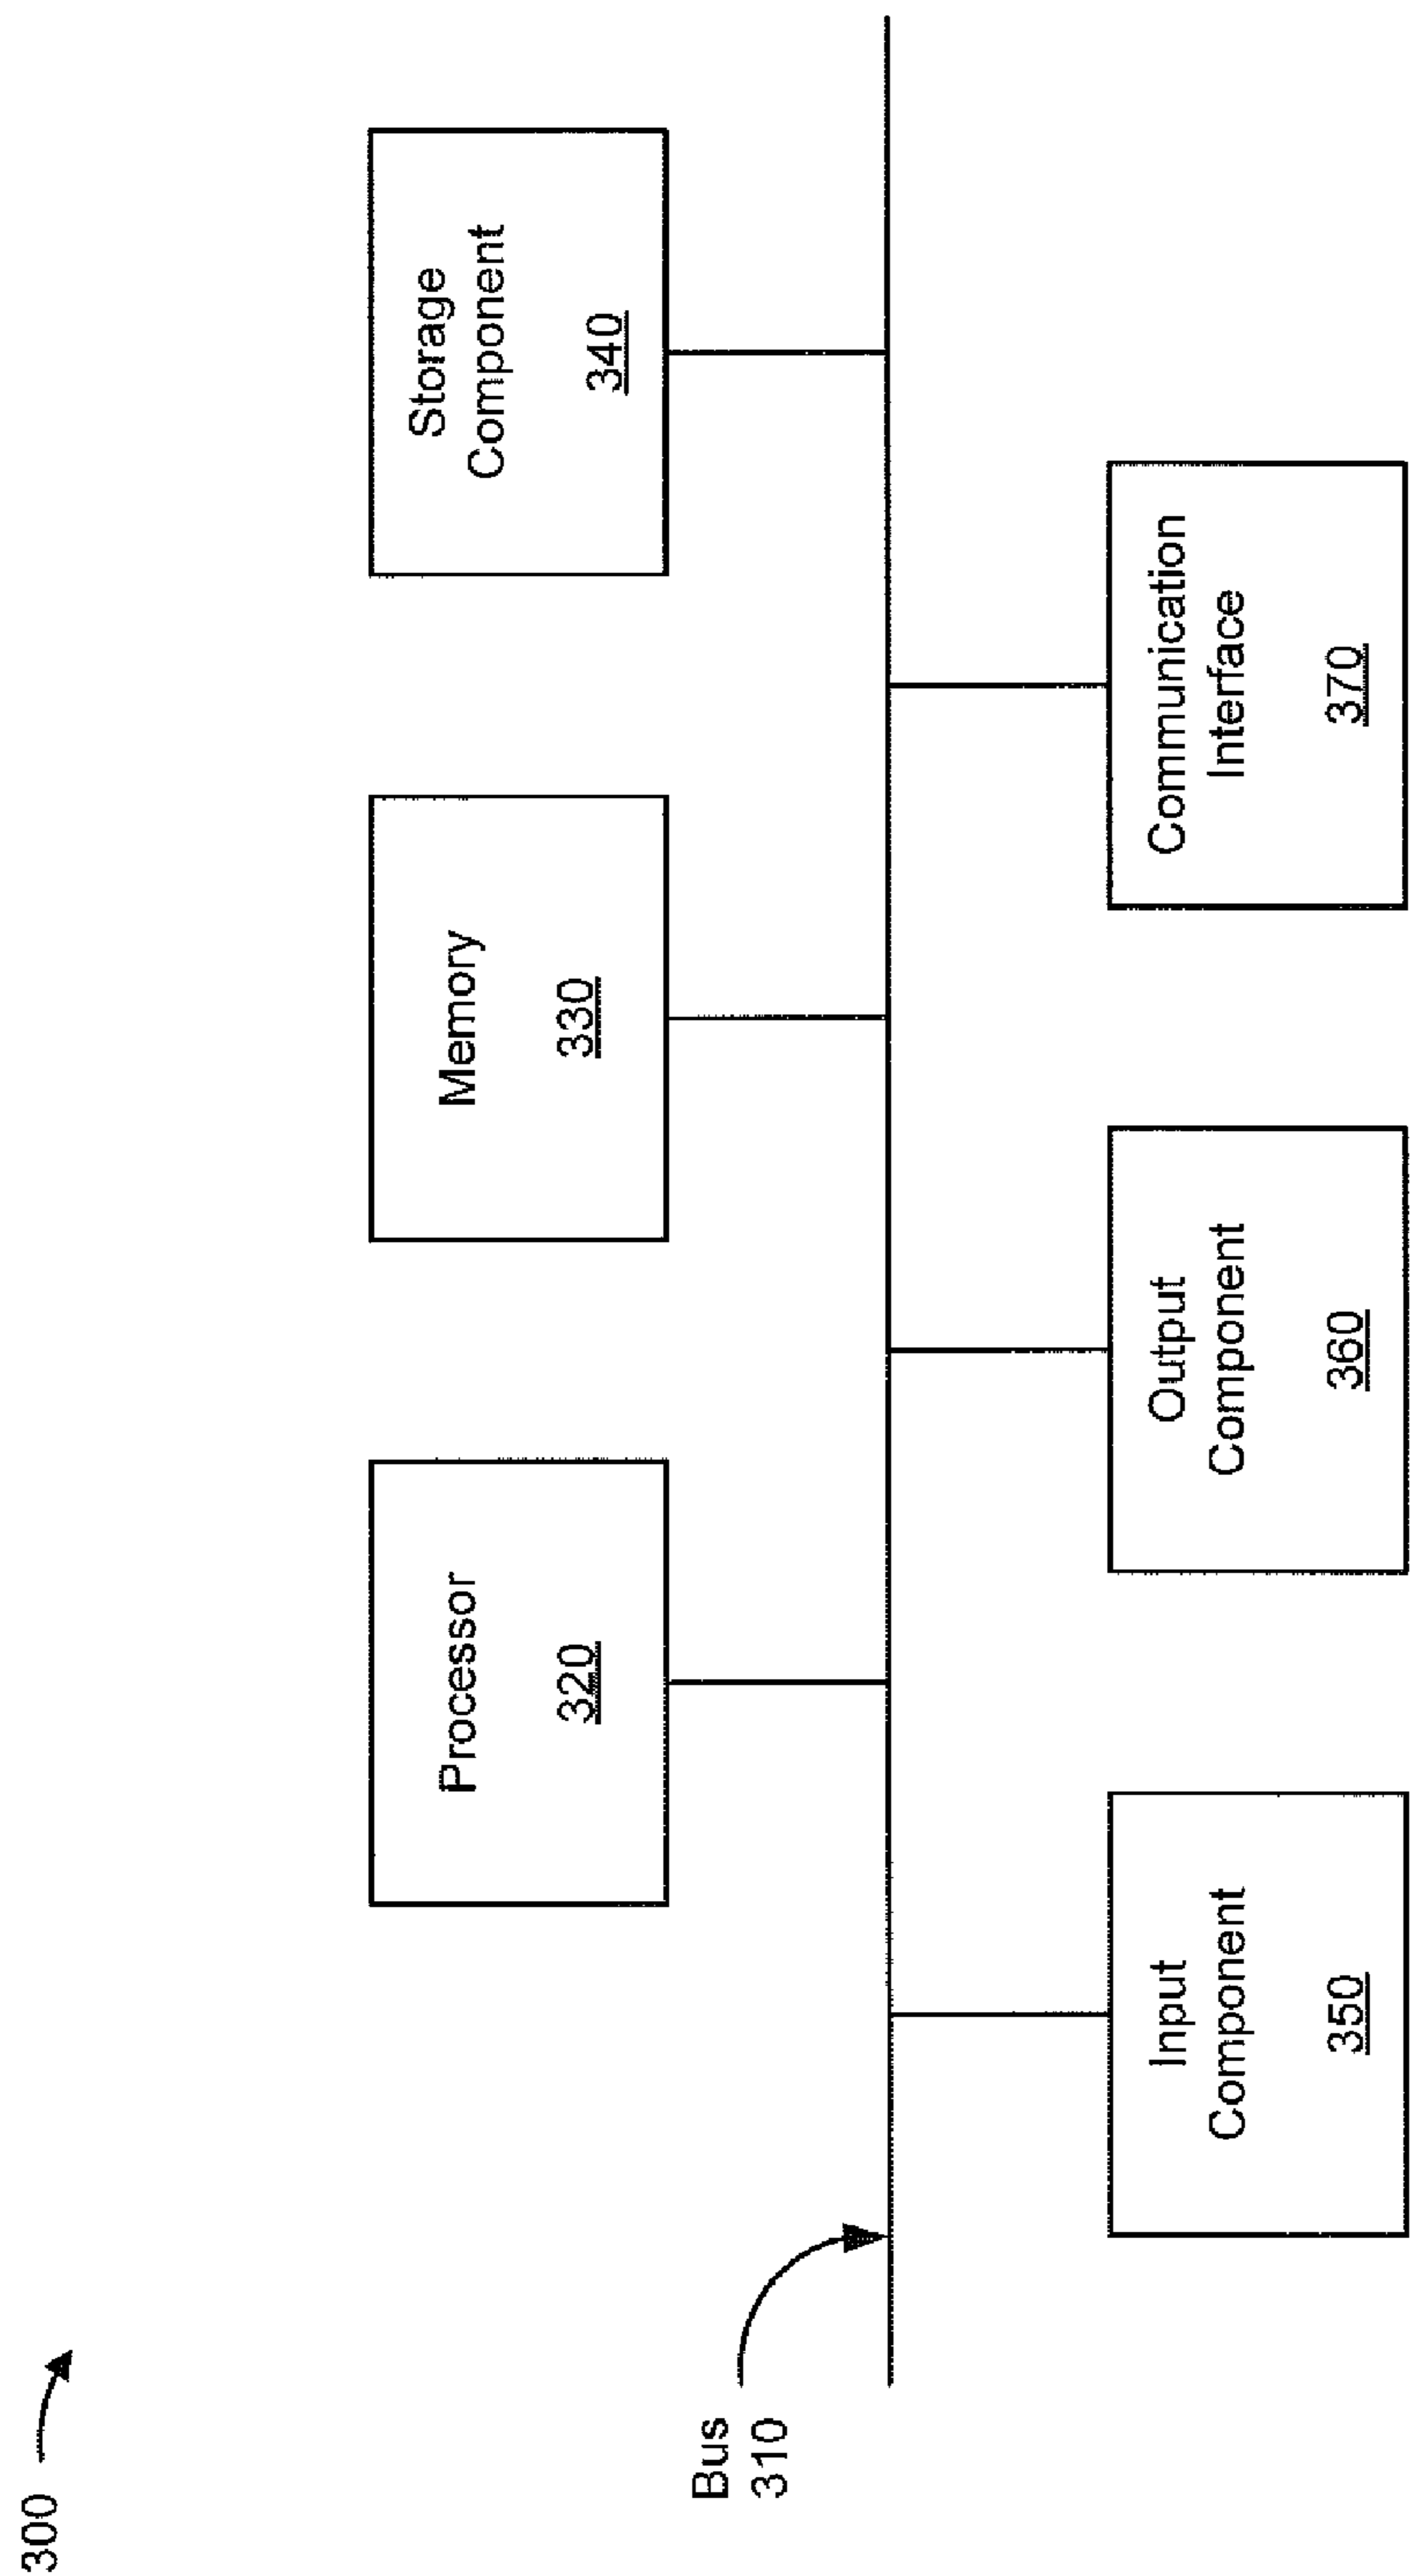 300
Processor
320
Memory
330
Storage
Component
340
Bus
310
Input
Component
350
Output
Component
360
Communication
Interface
370